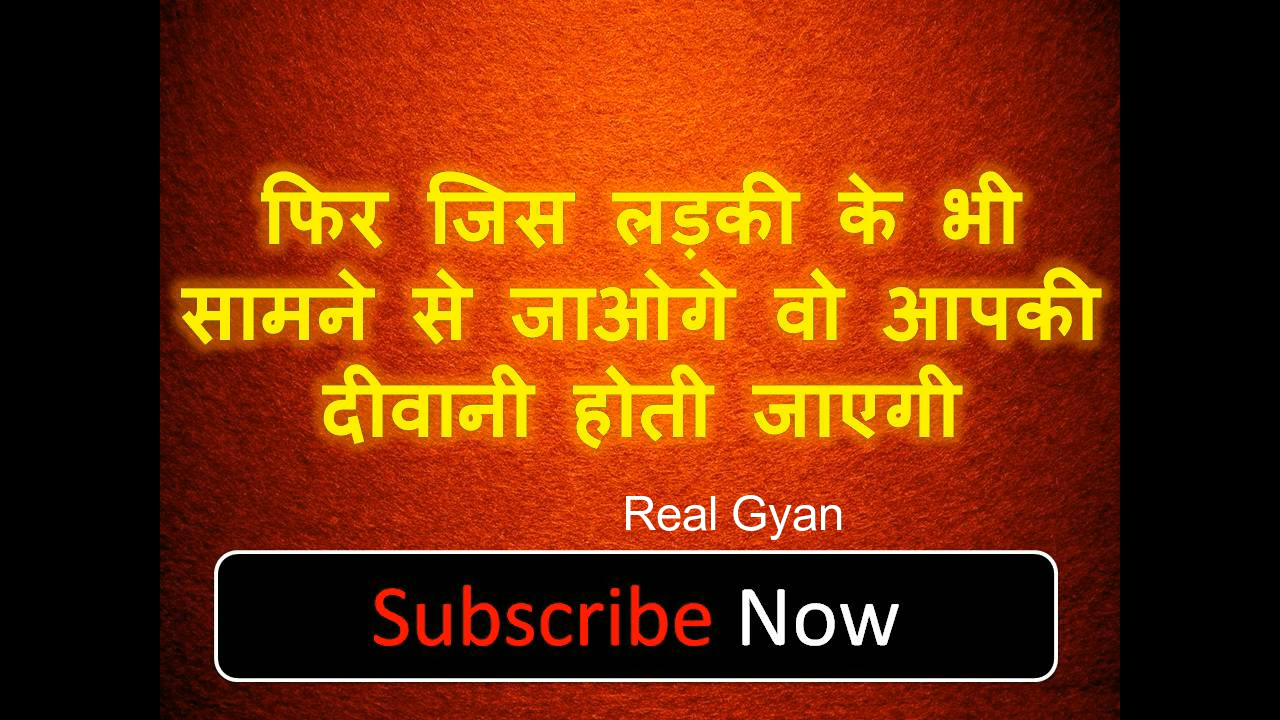 फिर जिस लड़की के भी
सामने से जाओगे वो आपकी
दीवानी होती जाएगी
Real Gyan
Subscribe Now